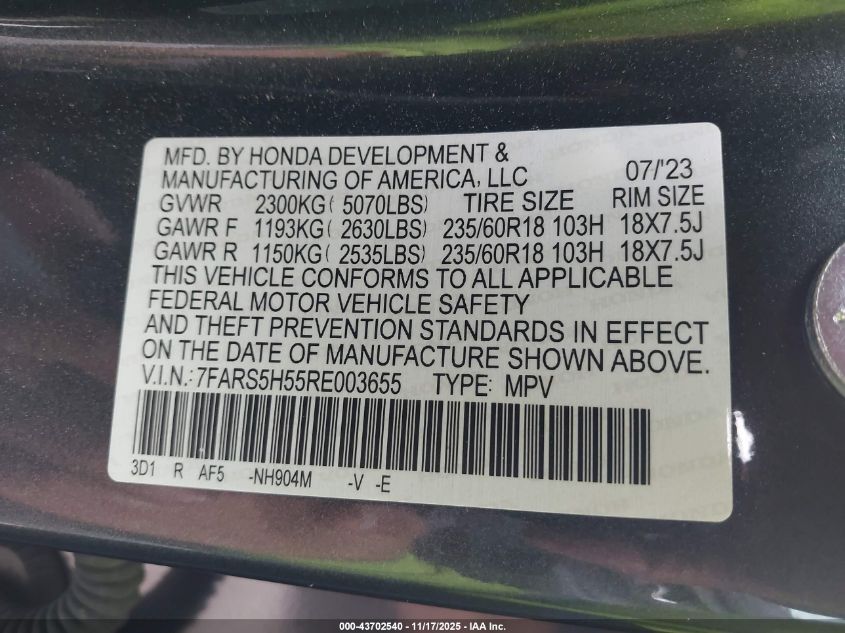 MFD. BY HONDA DEVELOPMENT &
MANUFACTURING OF AMERICA, LLC 07/'23
GVWR 2300KG( 5070LBS) TIRE SIZE RIM SIZE
GAWR F 1193KG( 2630LBS) 235/60R18 103H 18X7.5J
GAWR R 1150KG( 2535LBS) 235/60R18 103H 18X7.5J
THIS VEHICLE CONFORMS TO ALL APPLICABLE
FEDERAL MOTOR VEHICLE SAFETY
AND THEFT PREVENTION STANDARDS IN EFFECT
ON THE DATE OF MANUFACTURE SHOWN ABOVE.
V.I.N.: 7FARS5H55RE003655 TYPE: MPV
3D1 R AF5 -NH904M -V -E
000-43702540 - 11/17/2025 - IAA Inc.